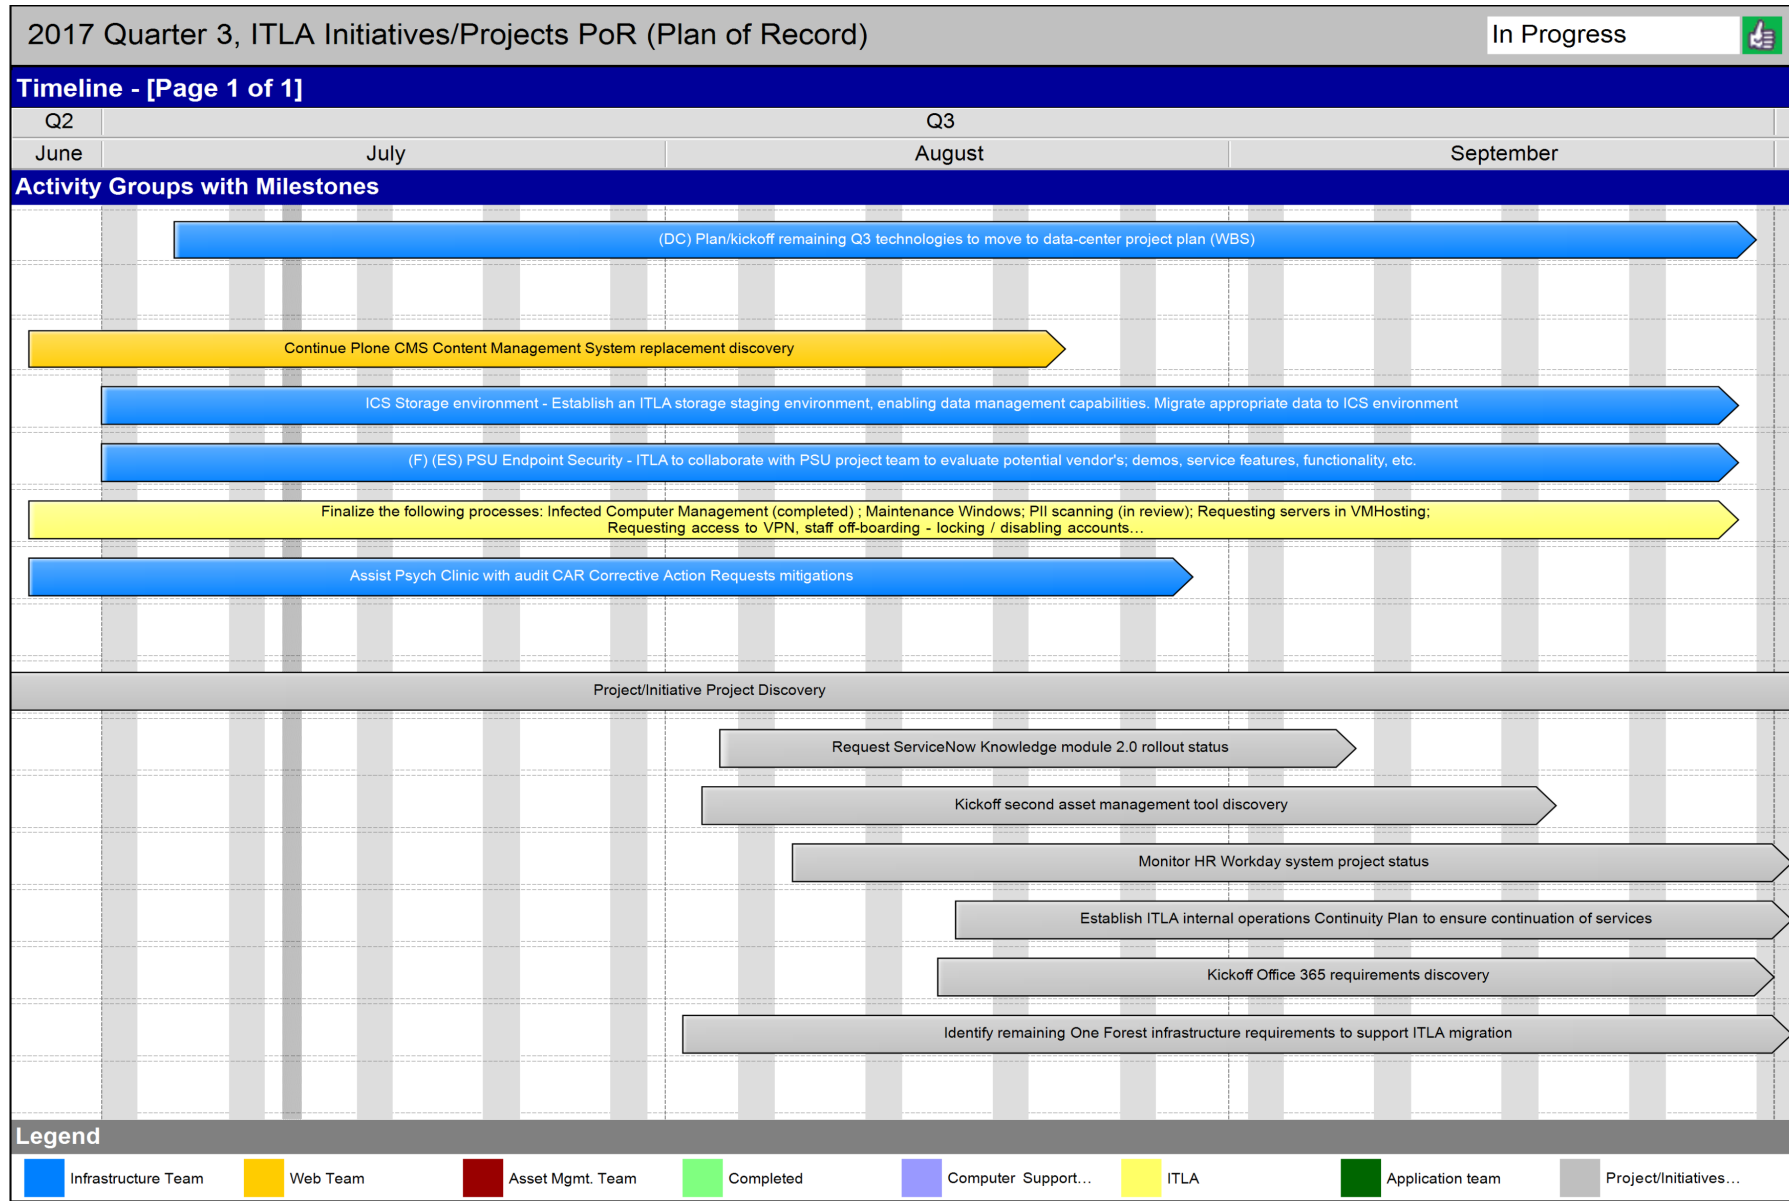 2017 Quarter 3, ITLA Initiatives/Projects PoR (Plan of Record)
In Progress
Timeline - [Page 1 of 1]
Q2
Q3
June
July
August
September
Activity Groups with Milestones
(DC) Plan/kickoff remaining Q3 technologies to move to data-center project plan (WBS)
Continue Plone CMS Content Management System replacement discovery
ICS Storage environment - Establish an ITLA storage staging environment, enabling data management capabilities. Migrate appropriate data to ICS environment
(F) (ES) PSU Endpoint Security - ITLA to collaborate with PSU project team to evaluate potential vendor's; demos, service features, functionality, etc.
Finalize the following processes: Infected Computer Management (completed) ; Maintenance Windows; PII scanning (in review); Requesting servers in VMHosting;
Requesting access to VPN, staff off-boarding - locking / disabling accounts…
Assist Psych Clinic with audit CAR Corrective Action Requests mitigations
Project/Initiative Project Discovery
Request ServiceNow Knowledge module 2.0 rollout status
Kickoff second asset management tool discovery
Monitor HR Workday system project status
Establish ITLA internal operations Continuity Plan to ensure continuation of services
Kickoff Office 365 requirements discovery
Identify remaining One Forest infrastructure requirements to support ITLA migration
Legend
Infrastructure Team
Web Team
Asset Mgmt. Team
Completed
Computer Support…
ITLA
Application team
Project/Initiatives…